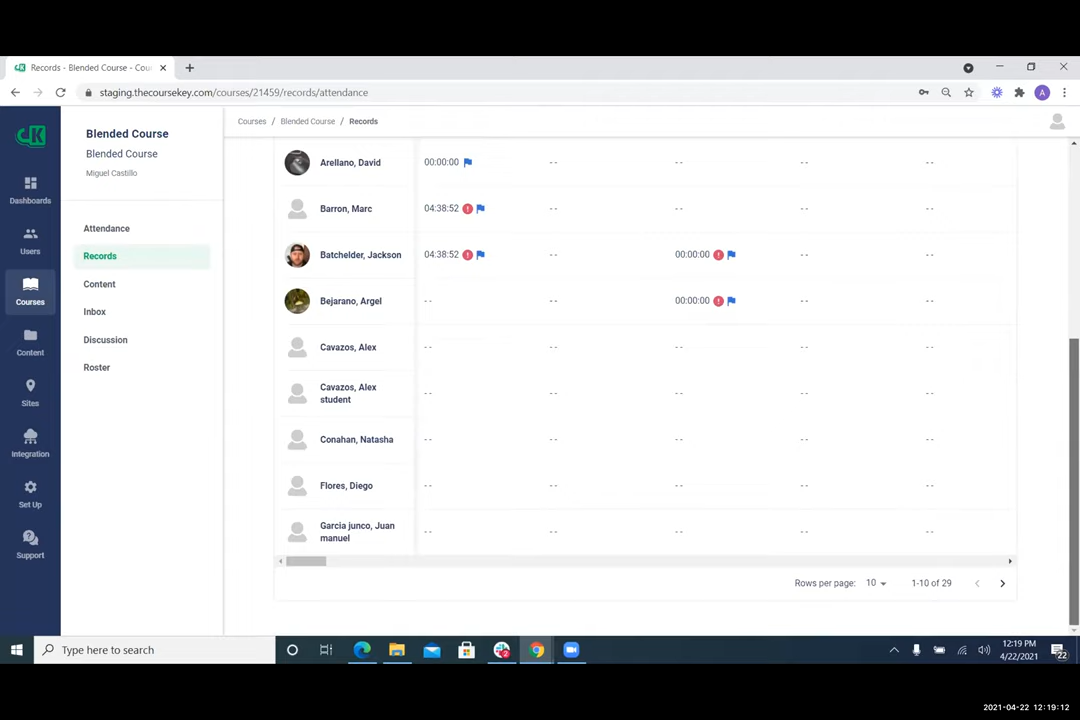 Records - Blended Course - Cou
staging.thecoursekey.com/courses/21459/records/attendance
A
Blended Course
Blended Course
Miguel Castillo
Courses / Blended Course / Records
Dashboards
Users
Courses
Content
Sites
Integration
Set Up
Support
Attendance
Records
Content
Inbox
Discussion
Roster
Arellano, David 00:00:00 -- -- -- --
Barron, Marc 04:38:52 -- -- -- --
Batchelder, Jackson 04:38:52 -- 00:00:00 -- --
Bejarano, Argel -- 00:00:00 -- --
Cavazos, Alex -- -- -- -- --
Cavazos, Alex
student -- -- -- -- --
Conahan, Natasha -- -- -- -- --
Flores, Diego -- -- -- -- --
Garcia junco, Juan
manuel -- -- -- -- --
Rows per page: 10 1-10 of 29
Type here to search
2
12:19 PM
4/22/2021
22
2021-04-22 12:19:12